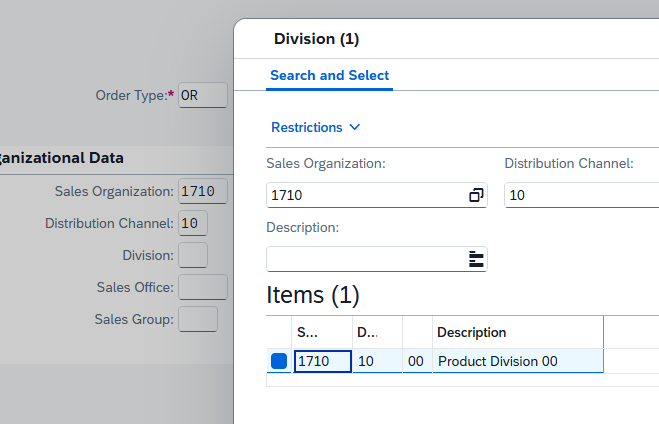 Division (1)
Search and Select
Order Type:* OR
Restrictions
anizational Data
Sales Organization: Distribution Channel:
Sales Organization: 1710
1710 10
Distribution Channel: 10
Description:
Division:
Sales Office:
Items (1)
Sales Group:
S... D... Description
1710 10 00 Product Division 00